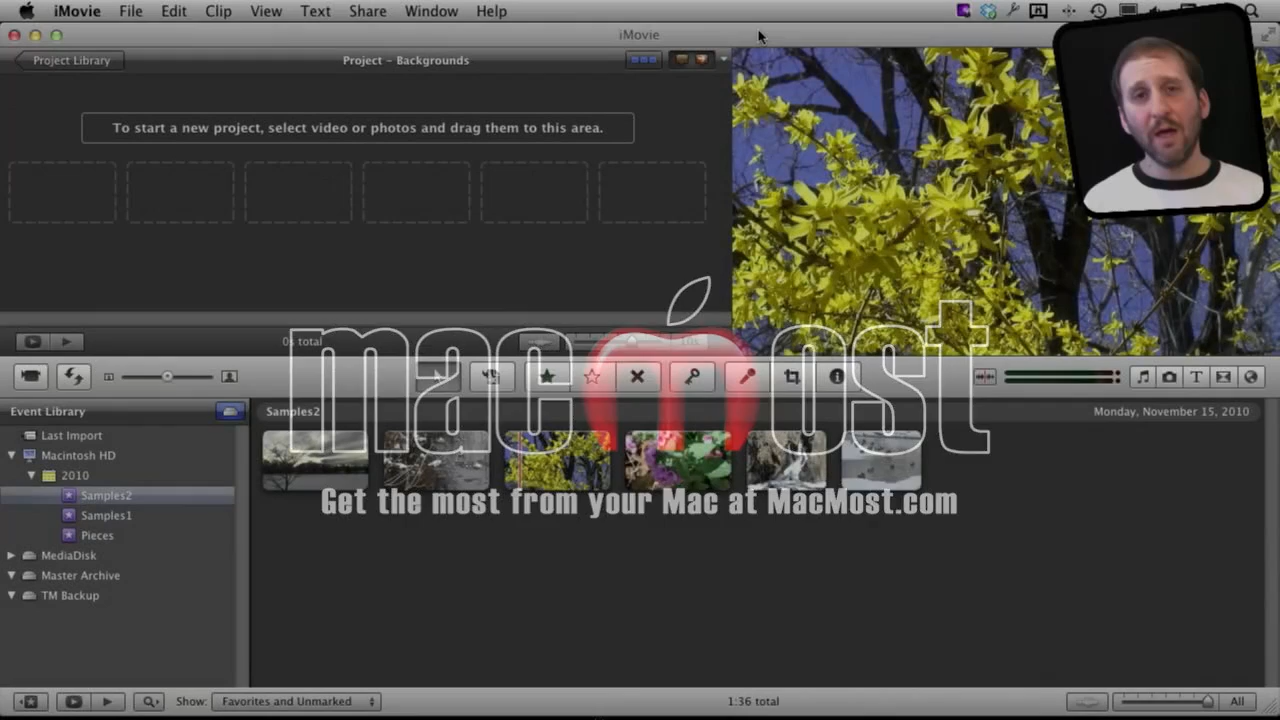 iMovie File Edit Clip View Text Share Window Help
iMovie
Project Library
Project - Backgrounds
To start a new project, select video or photos and drag them to this area.
0s total
10s
macmost
Get the most from your Mac at MacMost.com
Event Library
Samples2
Monday, November 15, 2010
Last Import
Macintosh HD
2010
Samples2
Samples1
Pieces
MediaDisk
Master Archive
TM Backup
Show: Favorites and Unmarked
1:36 total
All